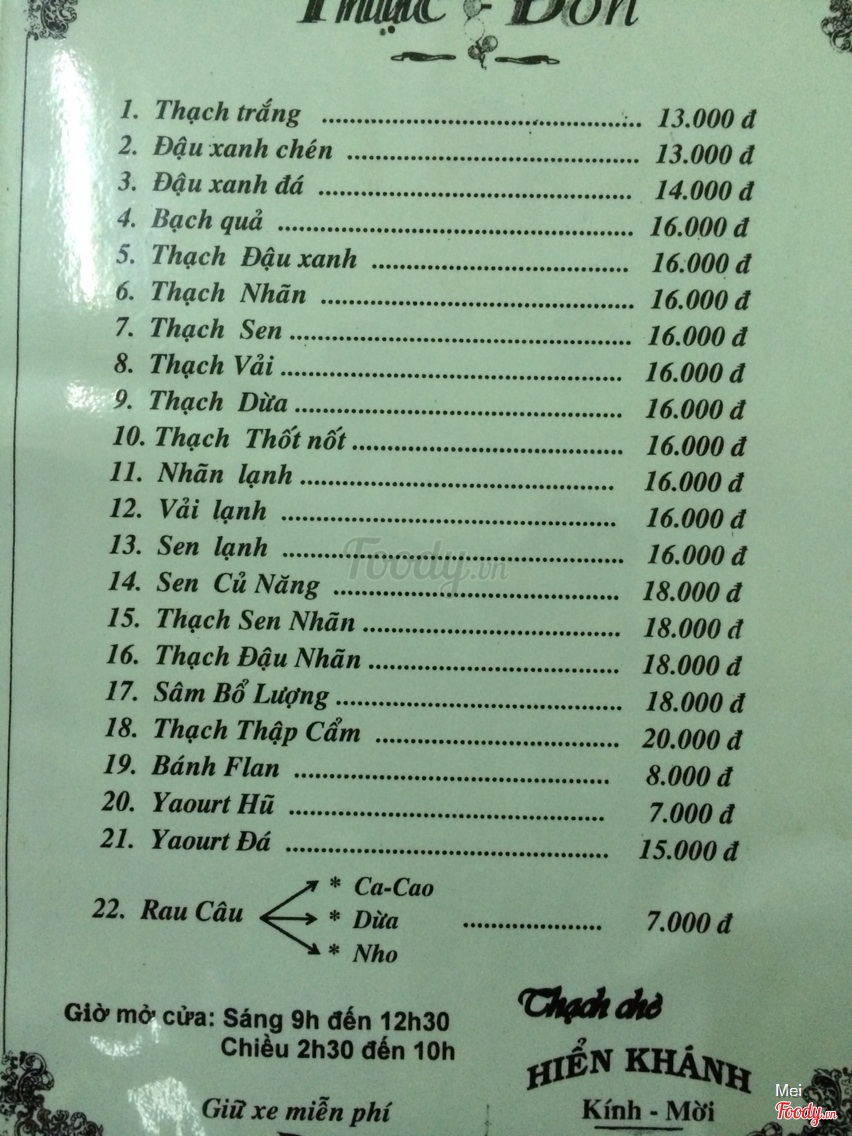 Thực - Đơn
1. Thạch trắng ........ 13.000 đ
2. Đậu xanh chén ........ 13.000 đ
3. Đậu xanh đá ........ 14.000 đ
4. Bạch quả ........ 16.000 đ
5. Thạch Đậu xanh ........ 16.000 đ
6. Thạch Nhãn ........ 16.000 đ
7. Thạch Sen ........ 16.000 đ
8. Thạch Vải ........ 16.000 đ
9. Thạch Dừa ........ 16.000 đ
10. Thạch Thốt nốt ........ 16.000 đ
11. Nhãn lạnh ........ 16.000 đ
12. Vải lạnh ........ 16.000 đ
13. Sen lạnh ........ 16.000 đ
Foody.vn
14. Sen Củ Năng ........ 18.000 đ
15. Thạch Sen Nhãn ........ 18.000 đ
16. Thạch Đậu Nhãn ........ 18.000 đ
17. Sâm Bổ Lượng ........ 18.000 đ
18. Thạch Thập Cẩm ........ 20.000 đ
19. Bánh Flan ........ 8.000 đ
20. Yaourt Hũ ........ 7.000 đ
21. Yaourt Đá ........ 15.000 đ
* Ca-Cao
22. Rau Câu * Dừa ........ 7.000 đ
* Nho
Giờ mở cửa: Sáng 9h đến 12h30
Chiều 2h30 đến 10h
Giữ xe miễn phí
Thạch chè
HIỂN KHÁNH
Kính - Mời
Mei
Foody.vn